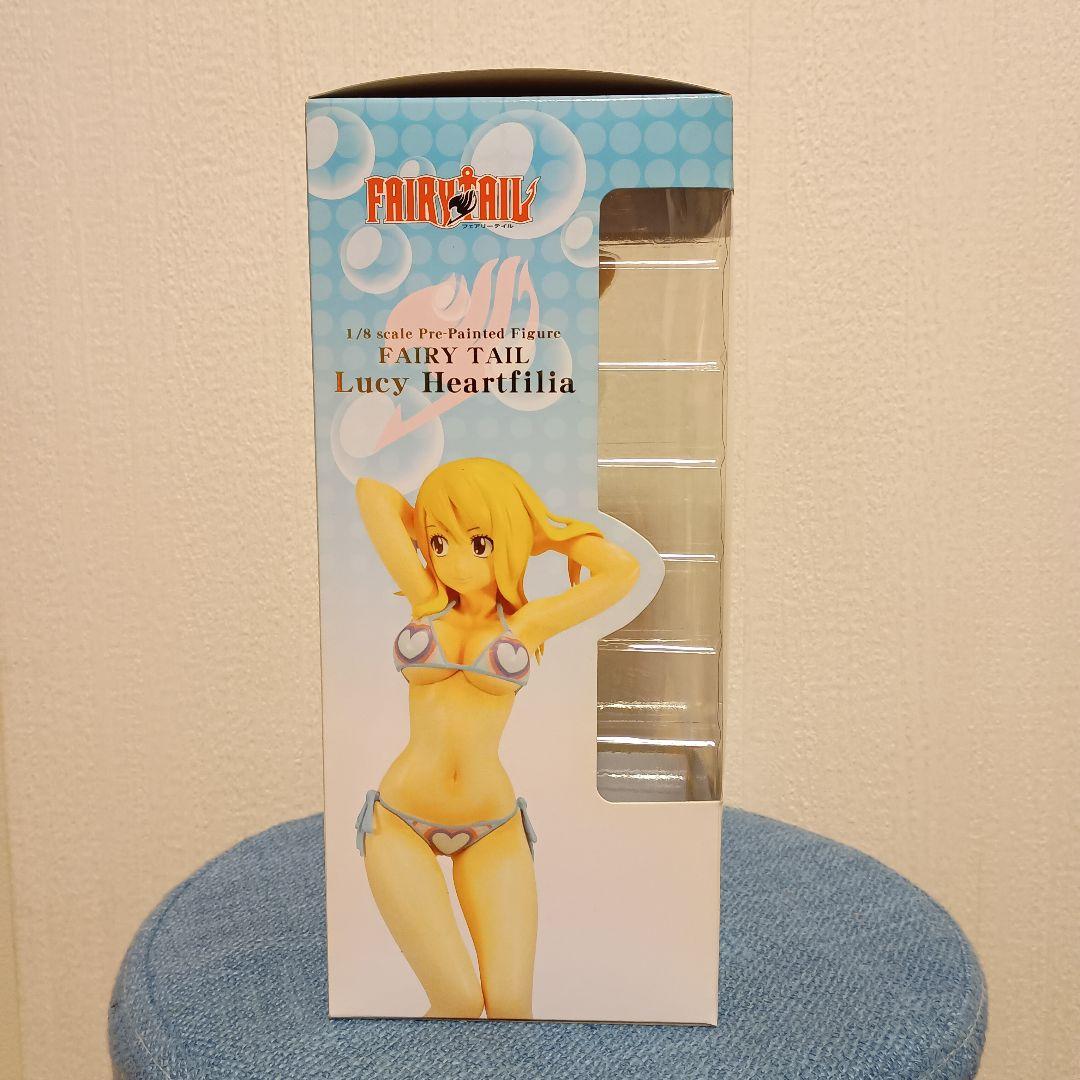 FAIRY TAIL
フェアリーテイル
1/8 scale Pre-Painted Figure
FAIRY TAIL
Lucy Heartfilia